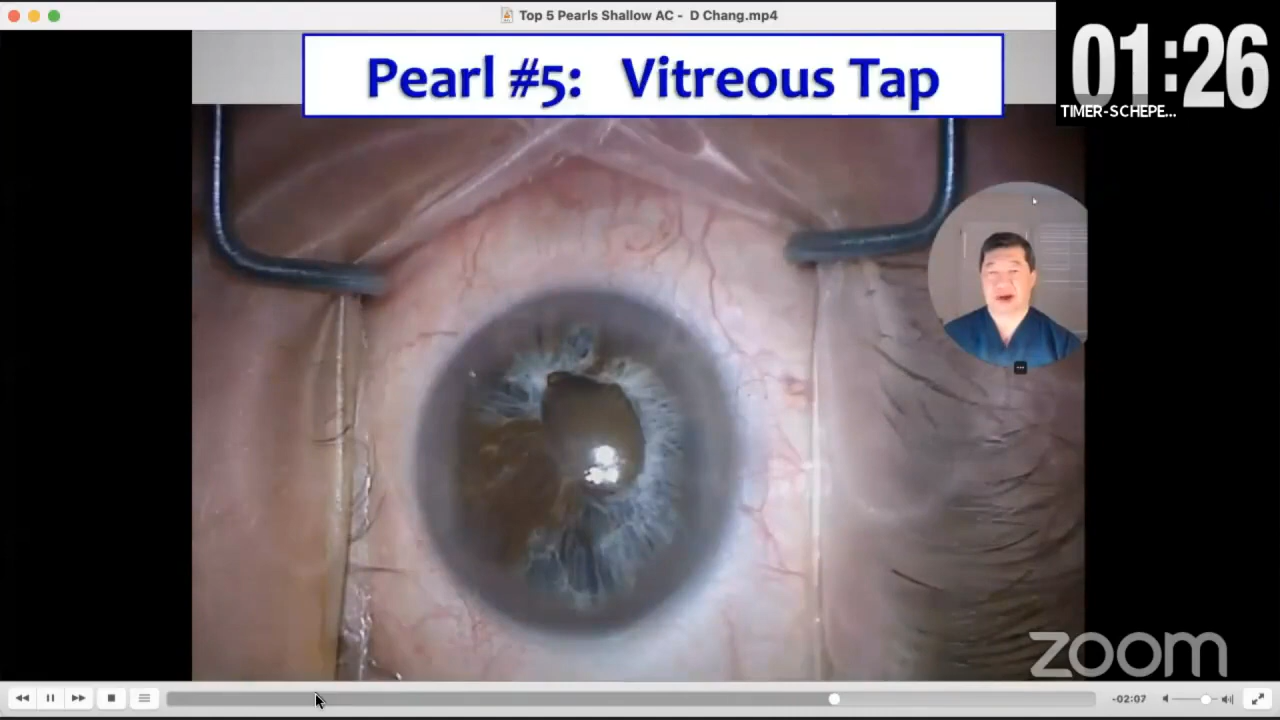 Top 5 Pearls Shallow AC - D Chang.mp4
01:26
TIMER-SCHEPE...
Pearl #5: Vitreous Tap
zoom
-02:07